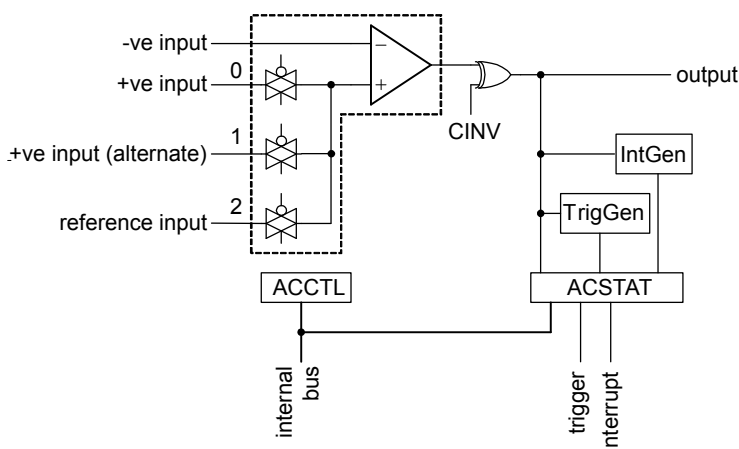 -ve input
+ve input
0
+ve input (alternate)
1
reference input
2
−
+
CINV
output
IntGen
TrigGen
ACCTL
ACSTAT
internal
bus
trigger
nterrupt